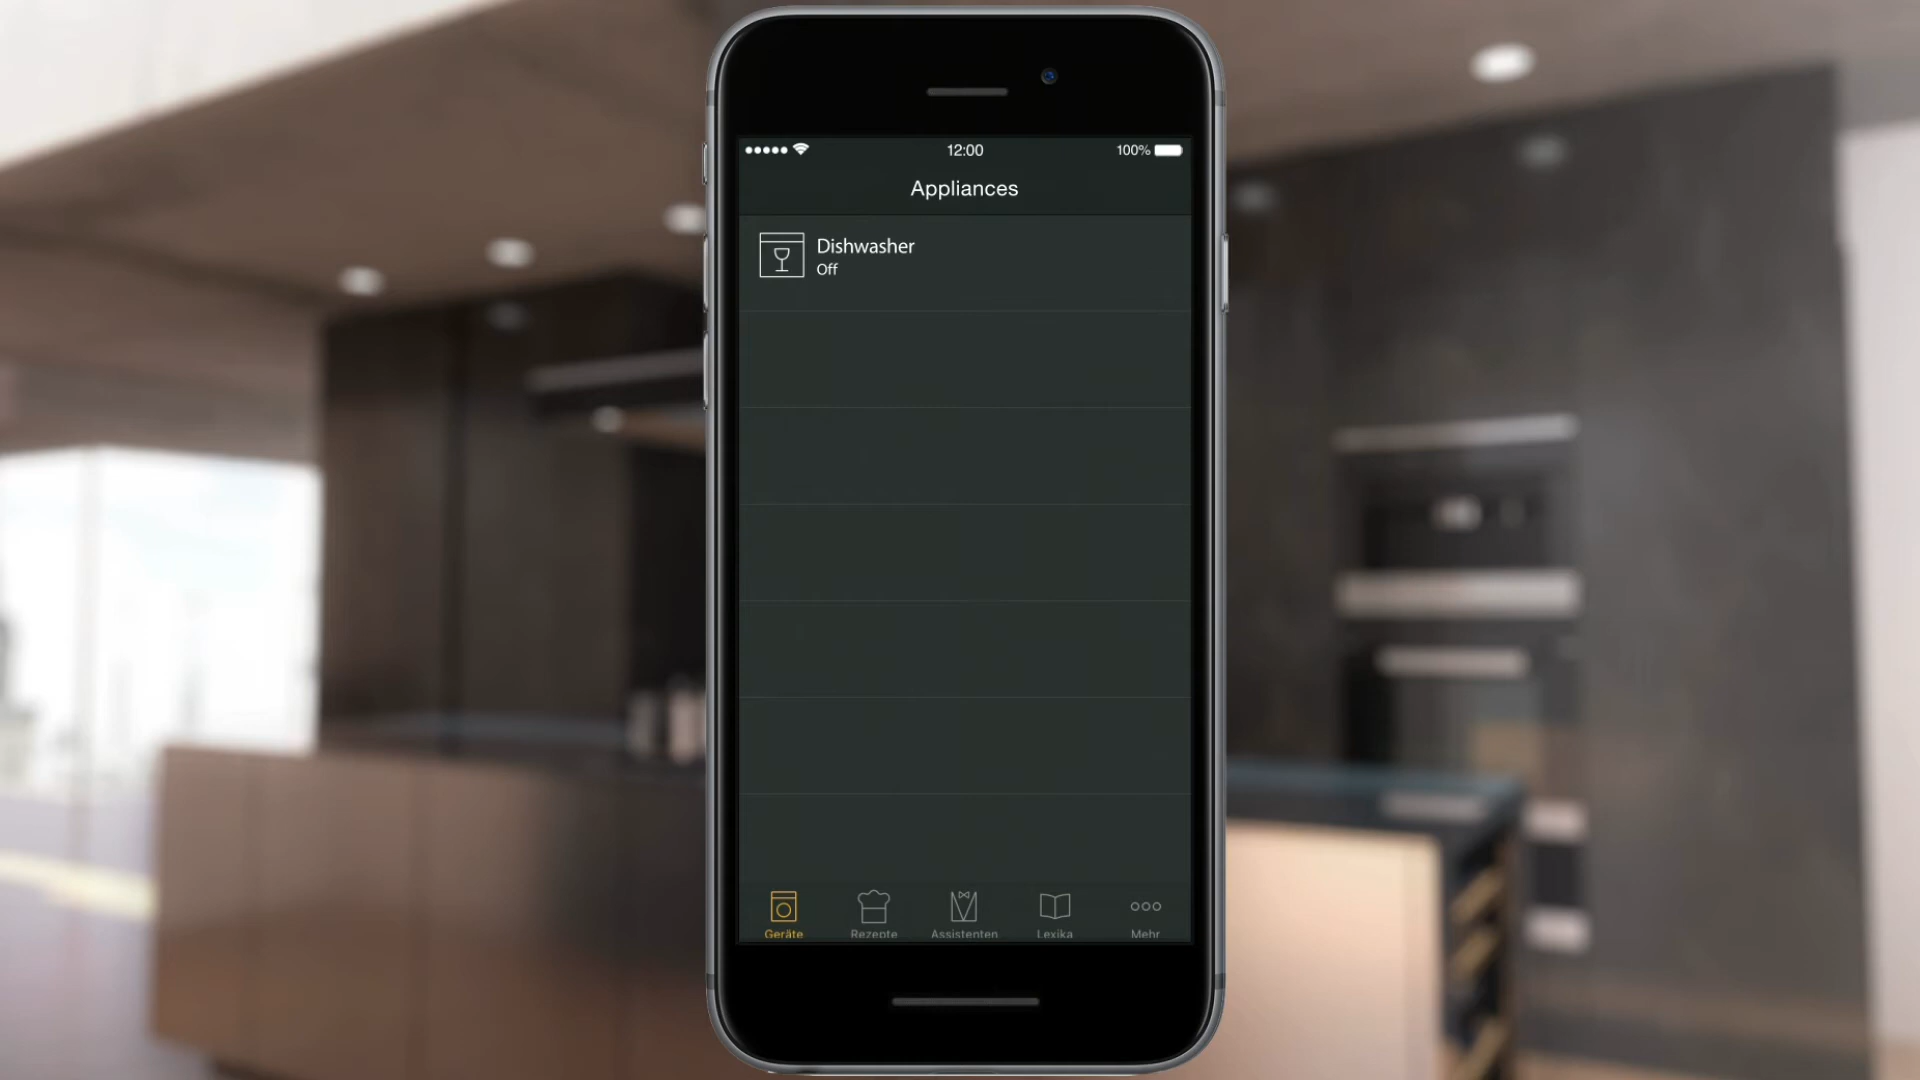 12:00
100%
Appliances
Dishwasher
Off
Geräte
Rezepte
Assistenten
Lexika
Mehr